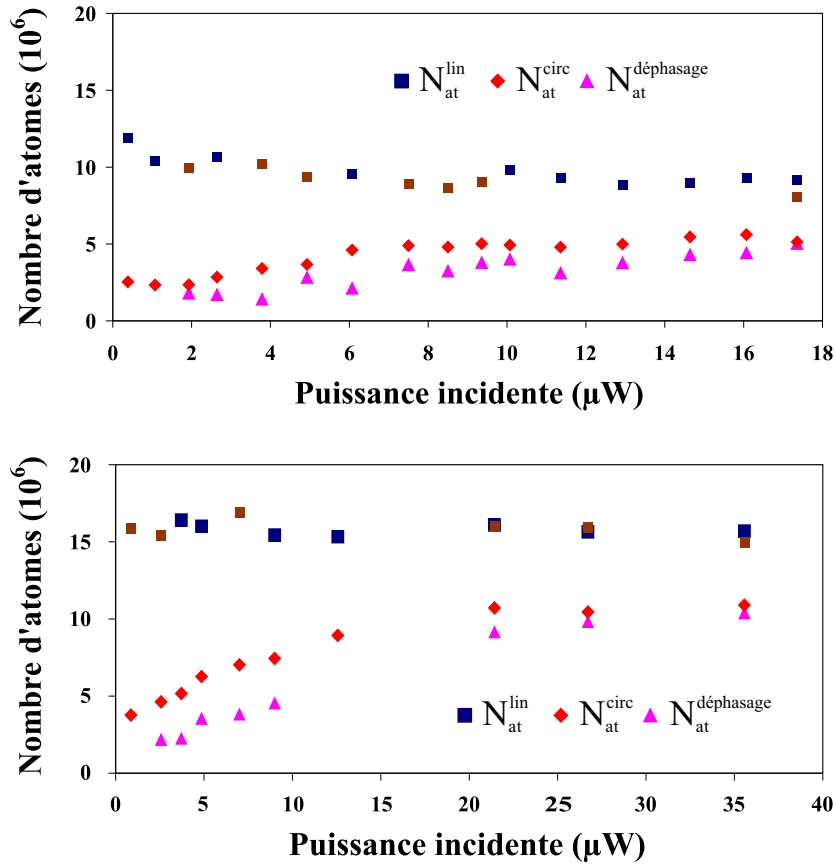 Nombre d'atomes (10⁶)
20
15
10
5
0
N_at^lin N_at^circ N_at^déphasage
0 2 4 6 8 10 12 14 16 18
Puissance incidente (µW)
Nombre d'atomes (10⁶)
20
15
10
5
0
N_at^lin N_at^circ N_at^déphasage
0 5 10 15 20 25 30 35 40
Puissance incidente (µW)